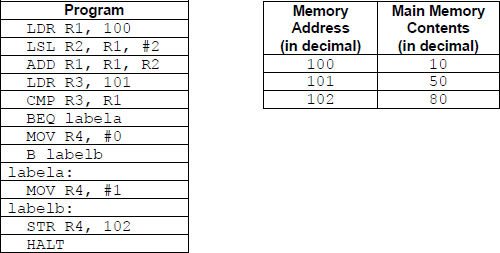 Program
LDR R1, 100
LSL R2, R1, #2
ADD R1, R1, R2
LDR R3, 101
CMP R3, R1
BEQ labela
MOV R4, #0
B labelb
labela:
MOV R4, #1
labelb:
STR R4, 102
HALT
Memory Address (in decimal) Main Memory Contents (in decimal)
100 10
101 50
102 80